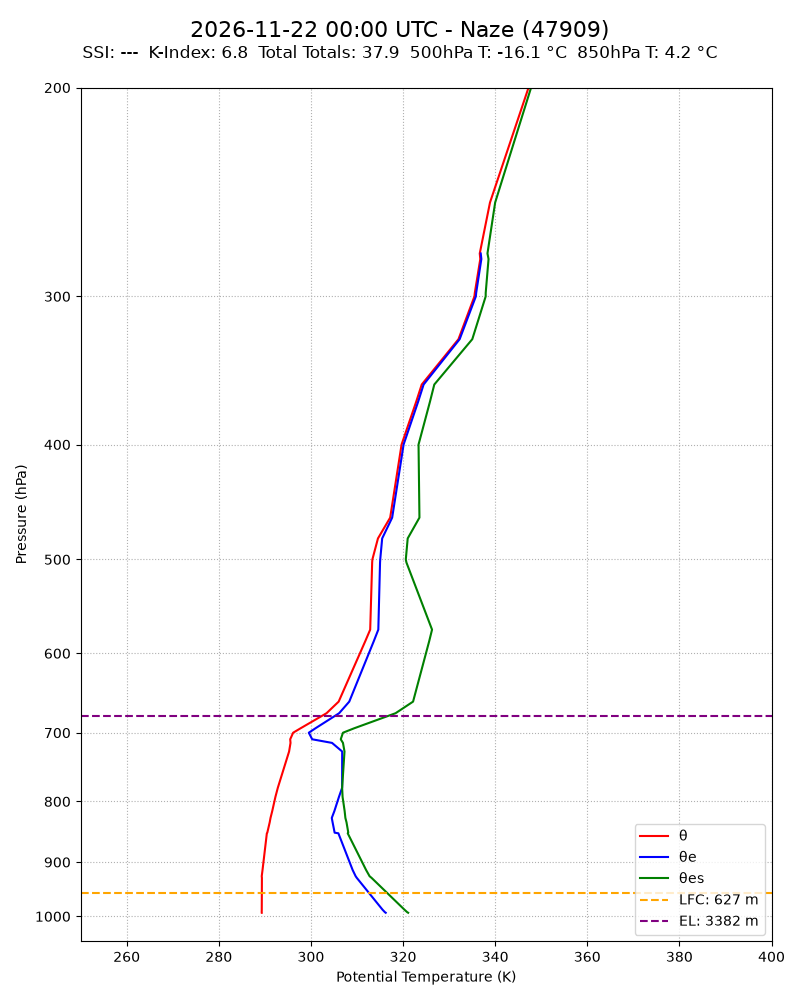 2026-11-22 00:00 UTC - Naze (47909)
SSI: ---  K-Index: 6.8  Total Totals: 37.9  500hPa T: -16.1 °C  850hPa T: 4.2 °C
200
300
400
500
600
700
800
900
1000
Pressure (hPa)
260
280
300
320
340
360
380
400
Potential Temperature (K)
θ
θe
θes
LFC: 627 m
EL: 3382 m